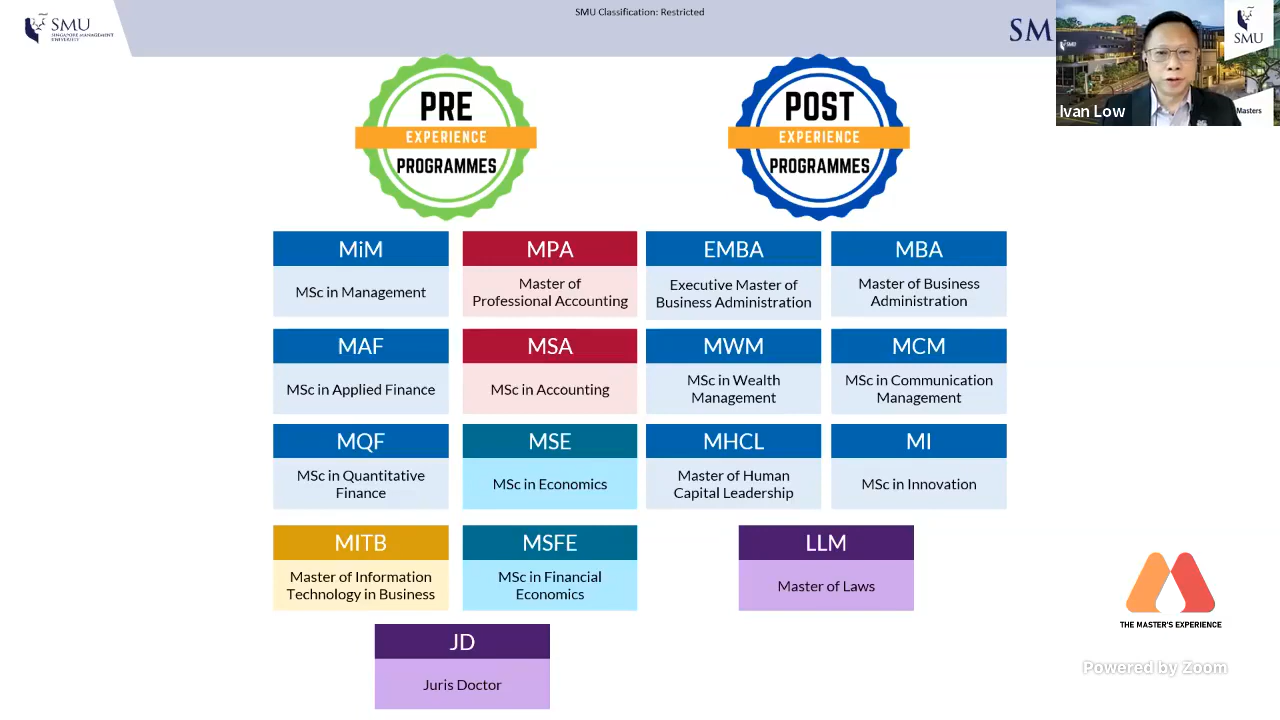 SMU Classification: Restricted
SMU
SINGAPORE MANAGEMENT
UNIVERSITY
SM
SMU
SMU
Masters
Ivan Low
PRE
EXPERIENCE
PROGRAMMES
POST
EXPERIENCE
PROGRAMMES
MiM
MSc in Management
MPA
Master of
Professional Accounting
EMBA
Executive Master of
Business Administration
MBA
Master of Business
Administration
MAF
MSc in Applied Finance
MSA
MSc in Accounting
MWM
MSc in Wealth
Management
MCM
MSc in Communication
Management
MQF
MSc in Quantitative
Finance
MSE
MSc in Economics
MHCL
Master of Human
Capital Leadership
MI
MSc in Innovation
MITB
Master of Information
Technology in Business
MSFE
MSc in Financial
Economics
LLM
Master of Laws
JD
Juris Doctor
THE MASTER'S EXPERIENCE
Powered by Zoom